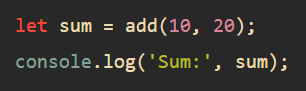 let sum = add(10, 20);
console.log('Sum:', sum);